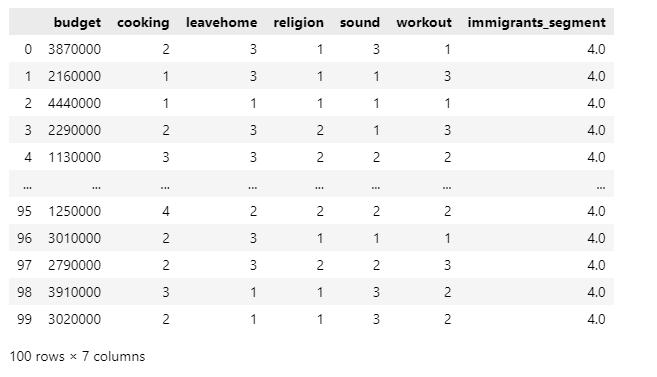 budget cooking leavehome religion sound workout immigrants_segment
0 3870000 2 3 1 3 1 4.0
1 2160000 1 3 1 1 3 4.0
2 4440000 1 1 1 1 1 4.0
3 2290000 2 3 2 1 3 4.0
4 1130000 3 3 2 2 2 4.0
... ... ... ... ... ... ... ...
95 1250000 4 2 2 2 2 4.0
96 3010000 2 3 1 1 1 4.0
97 2790000 2 3 2 2 3 4.0
98 3910000 3 1 1 3 2 4.0
99 3020000 2 1 1 3 2 4.0
100 rows × 7 columns